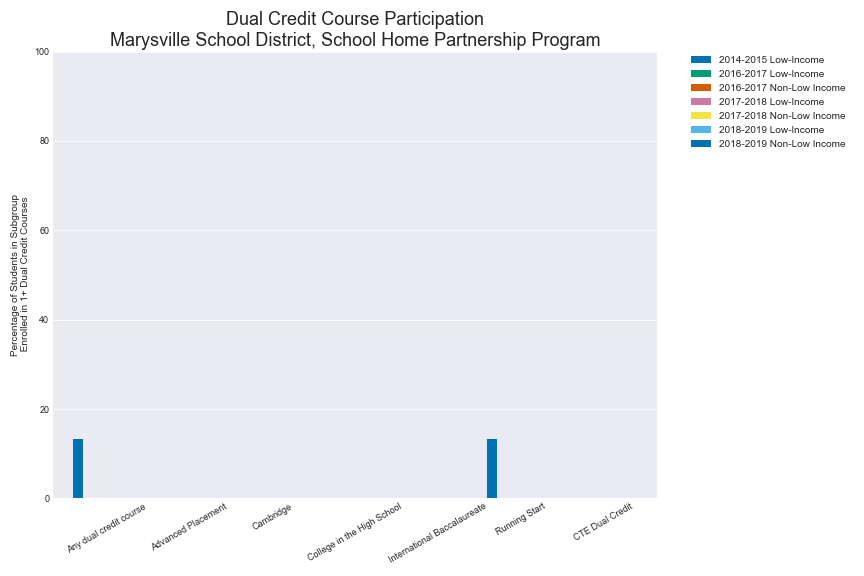 Dual Credit Course Participation
Marysville School District, School Home Partnership Program
2014-2015 Low-Income
2016-2017 Low-Income
2016-2017 Non-Low Income
2017-2018 Low-Income
2017-2018 Non-Low Income
2018-2019 Low-Income
2018-2019 Non-Low Income
Percentage of Students in Subgroup
Enrolled in 1+ Dual Credit Courses
100
80
60
40
20
0
Any dual credit course
Advanced Placement
Cambridge
College in the High School
International Baccalaureate
Running Start
CTE Dual Credit